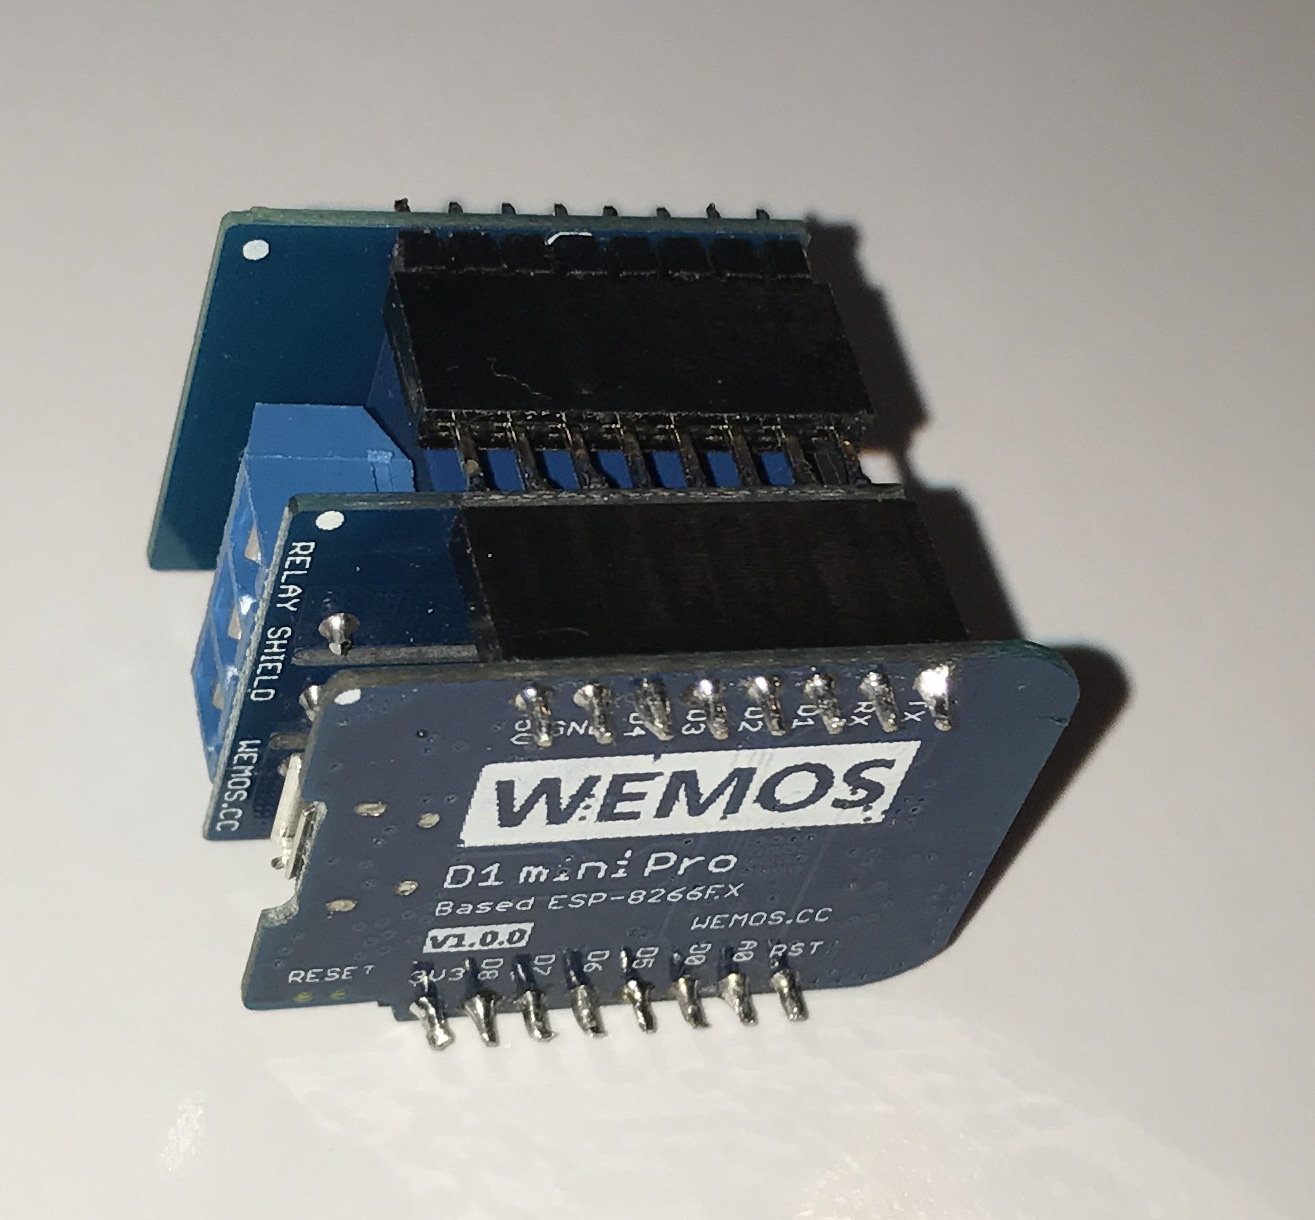 RELAY SHIELD
WEMOS.CC
5V GND D4 D3 D2 D1 RX TX
WEMOS
D1 mini Pro
Based ESP-8266EX
WEMOS.CC
v1.0.0
RESET
3V3 D8 D7 D6 D5 D0 A0 RST